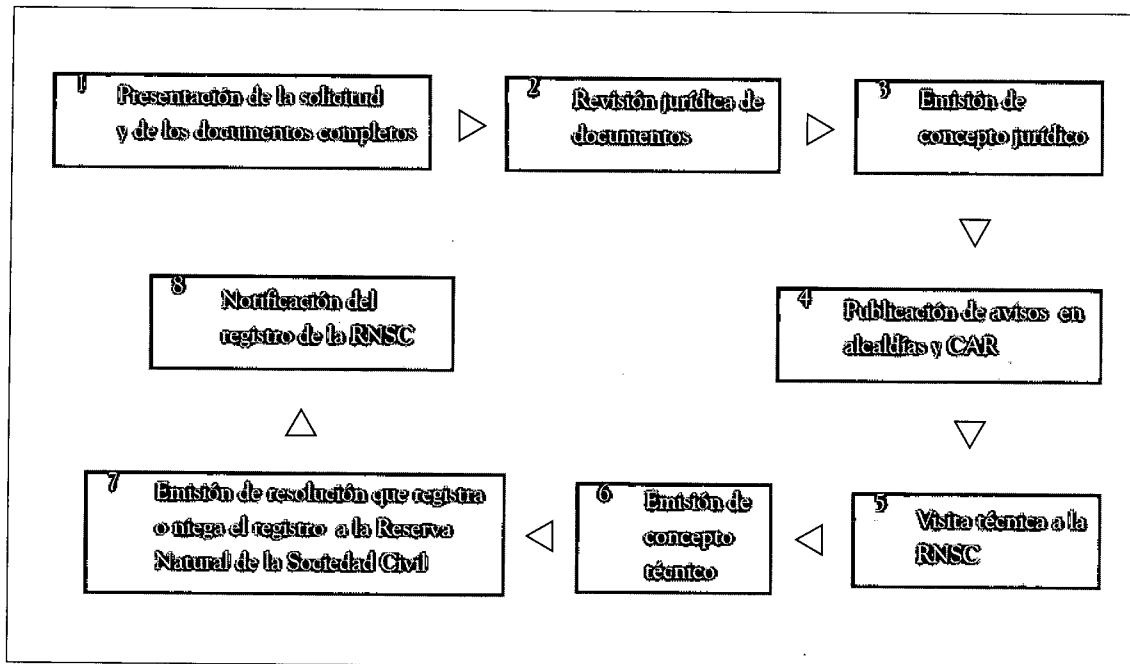 1 Presentación de la solicitud
y de los documentos completos
2 Revisión jurídica de
documentos
3 Emisión de
concepto jurídico
4 Publicación de avisos en
alcaldías y CAR
5 Visita técnica a la
RNSC
6 Emisión de
concepto
técnico
7 Emisión de resolución que registra
o niega el registro a la Reserva
Natural de la Sociedad Civil
8 Notificación del
registro de la RNSC